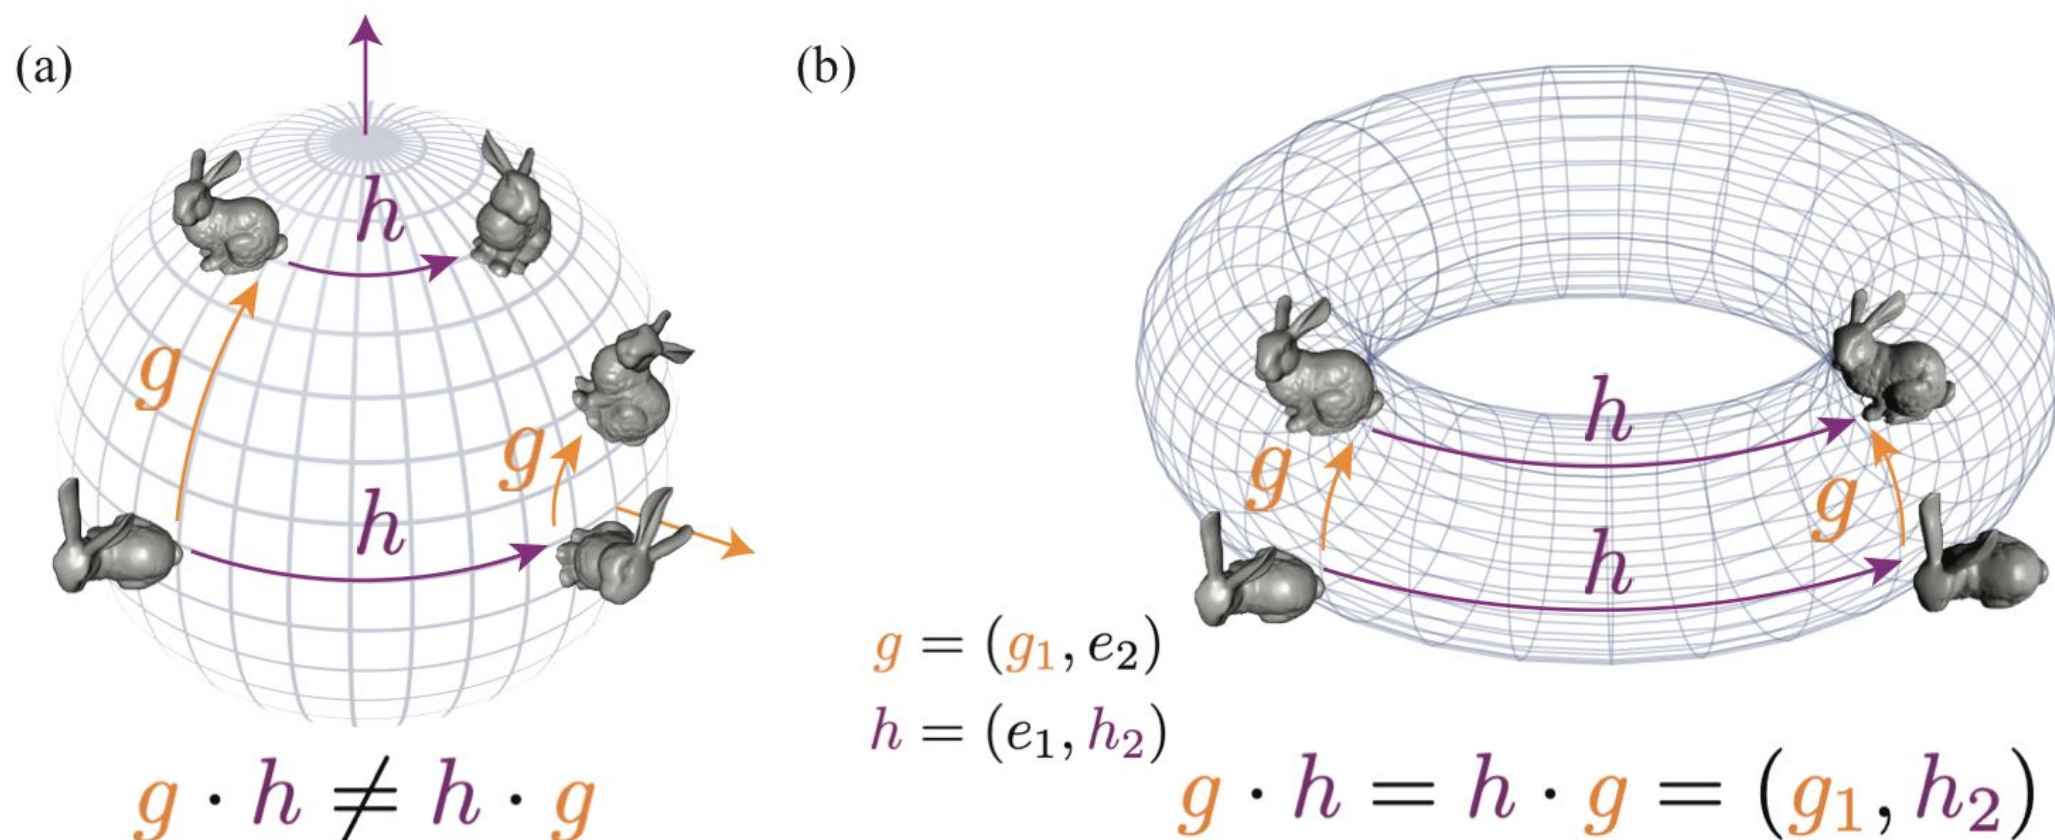 (a)
h
g
g
h
g · h ≠ h · g
(b)
h
g
g
h
g = (g₁, e₂)
h = (e₁, h₂)
g · h = h · g = (g₁, h₂)